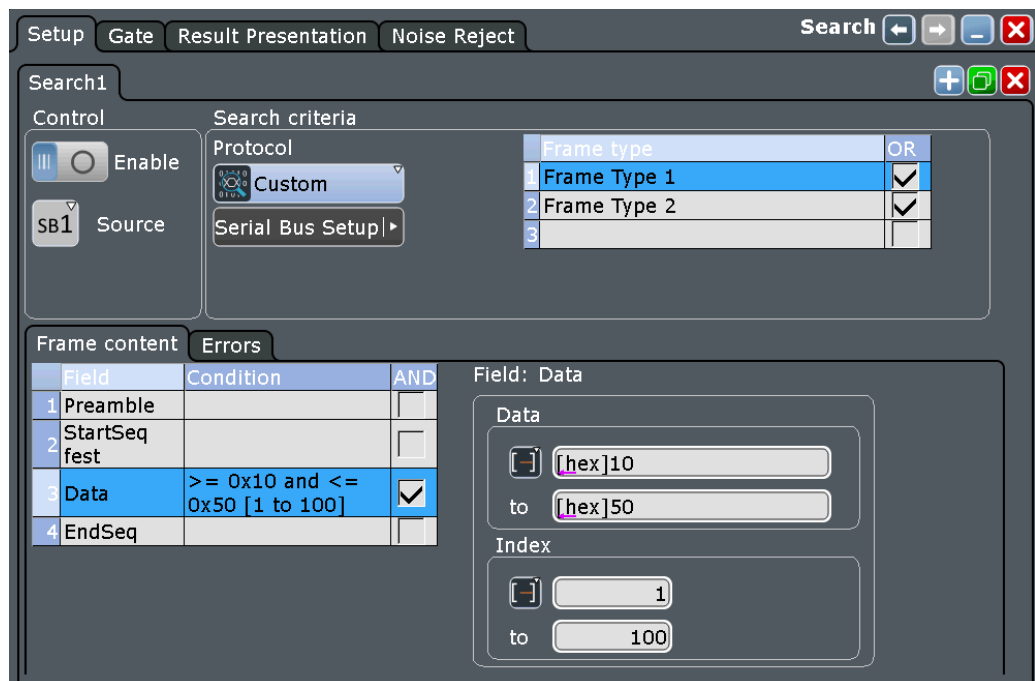 Setup Gate Result Presentation Noise Reject Search
Search1
Control Search criteria
Protocol
Enable
Custom
SB1 Source
Serial Bus Setup
Frame type OR
1 Frame Type 1
2 Frame Type 2
3
Frame content Errors
Field Condition AND
1 Preamble
2 StartSeq
fest
3 Data >= 0x10 and <=
0x50 [1 to 100]
4 EndSeq
Field: Data
Data
[hex]10
to [hex]50
Index
1
to 100